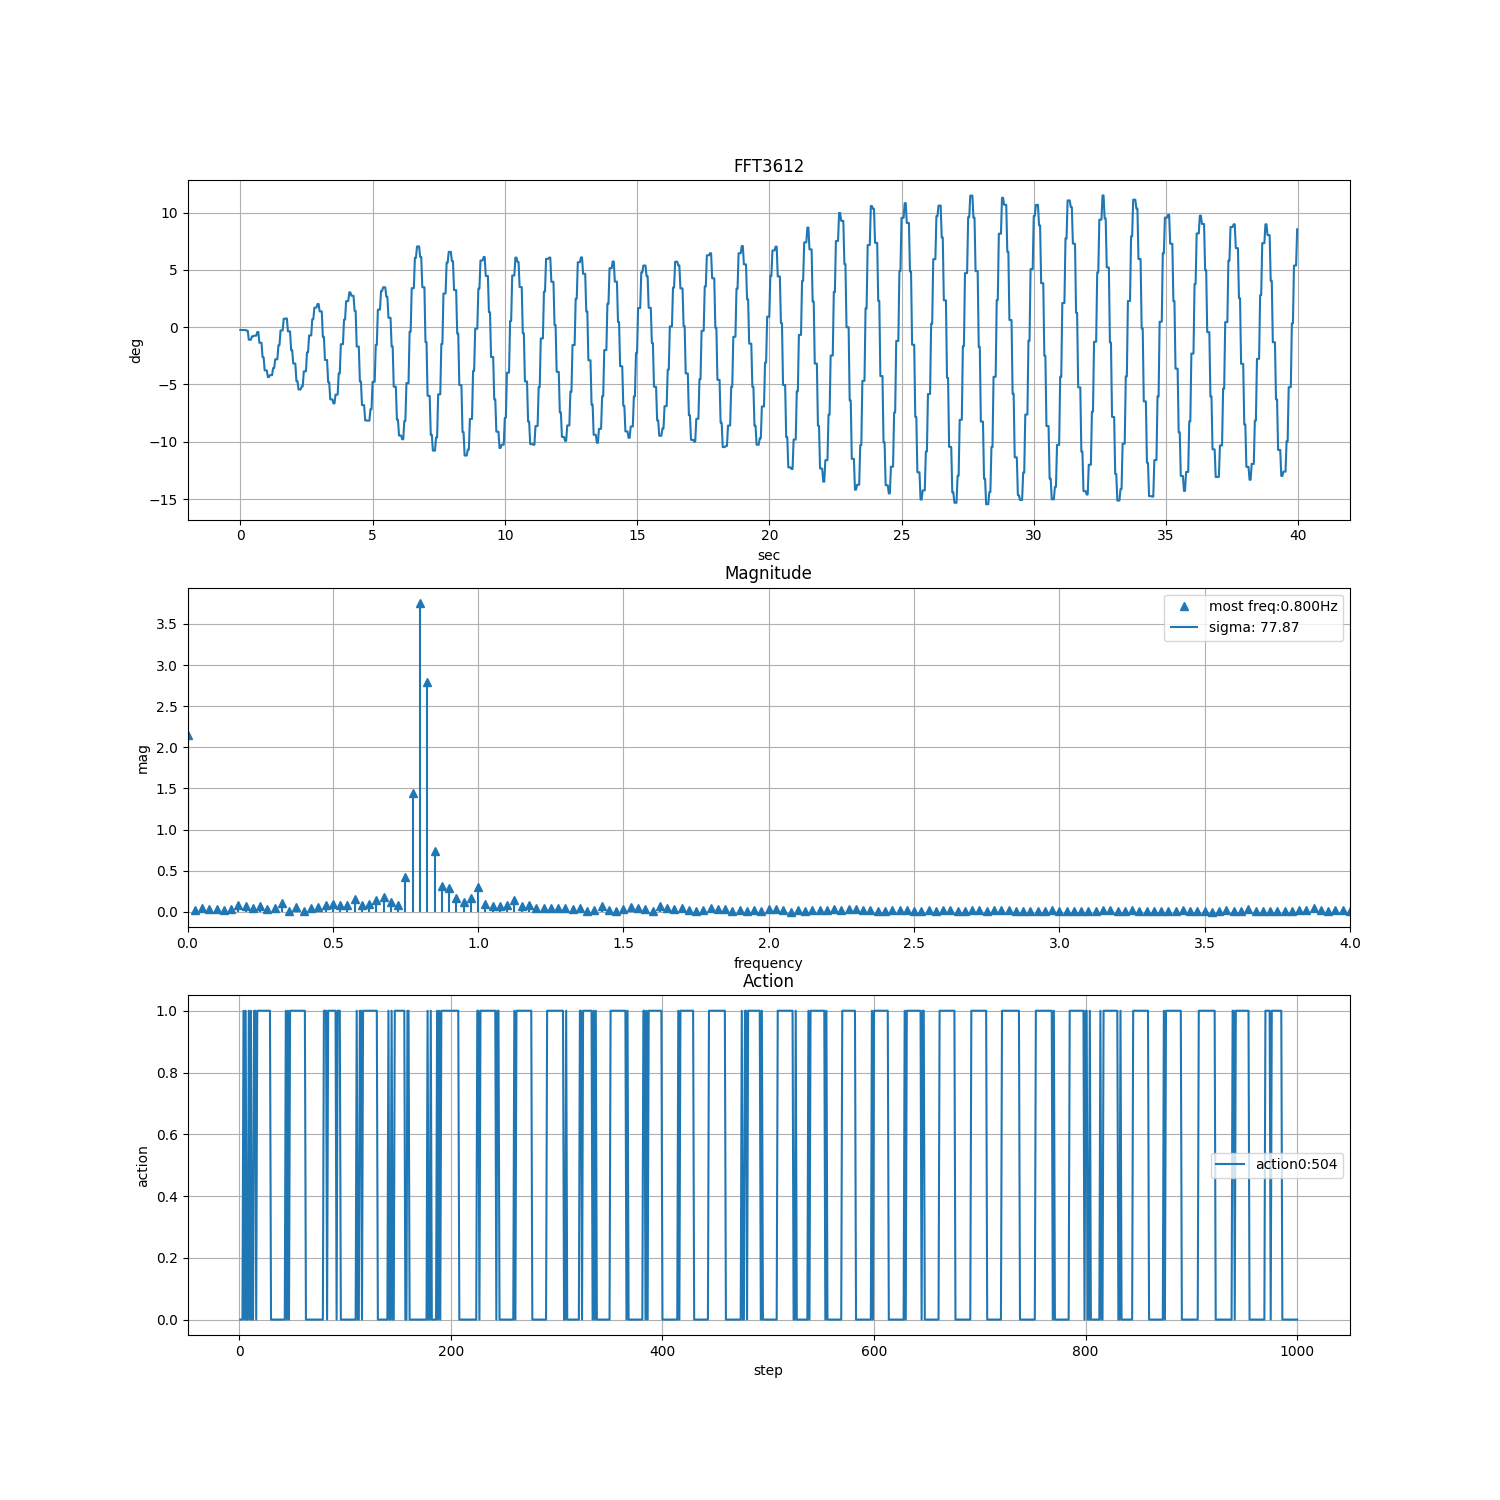 FFT3612
10
5
0
−5
−10
−15
deg
0 5 10 15 20 25 30 35 40
sec
Magnitude
most freq:0.800Hz
sigma: 77.87
3.5
3.0
2.5
2.0
1.5
1.0
0.5
0.0
mag
0.0 0.5 1.0 1.5 2.0 2.5 3.0 3.5 4.0
frequency
Action
1.0
0.8
0.6
0.4
0.2
0.0
action
action0:504
0 200 400 600 800 1000
step